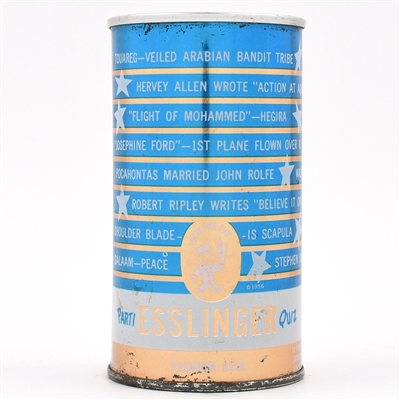 TOUAREG—VEILED ARABIAN BANDIT TRIBE
HERVEY ALLEN WROTE "ACTION AT A
"FLIGHT OF MOHAMMED"—HEGIRA
"JOSEPHINE FORD"—1ST PLANE FLOWN OVER
POCAHONTAS MARRIED JOHN ROLFE
ROBERT RIPLEY WRITES "BELIEVE IT OR
SHOULDER BLADE - - IS SCAPULA
SALAAM—PEACE STEPHEN
©1956
PARTI ESSLINGER QUIZ